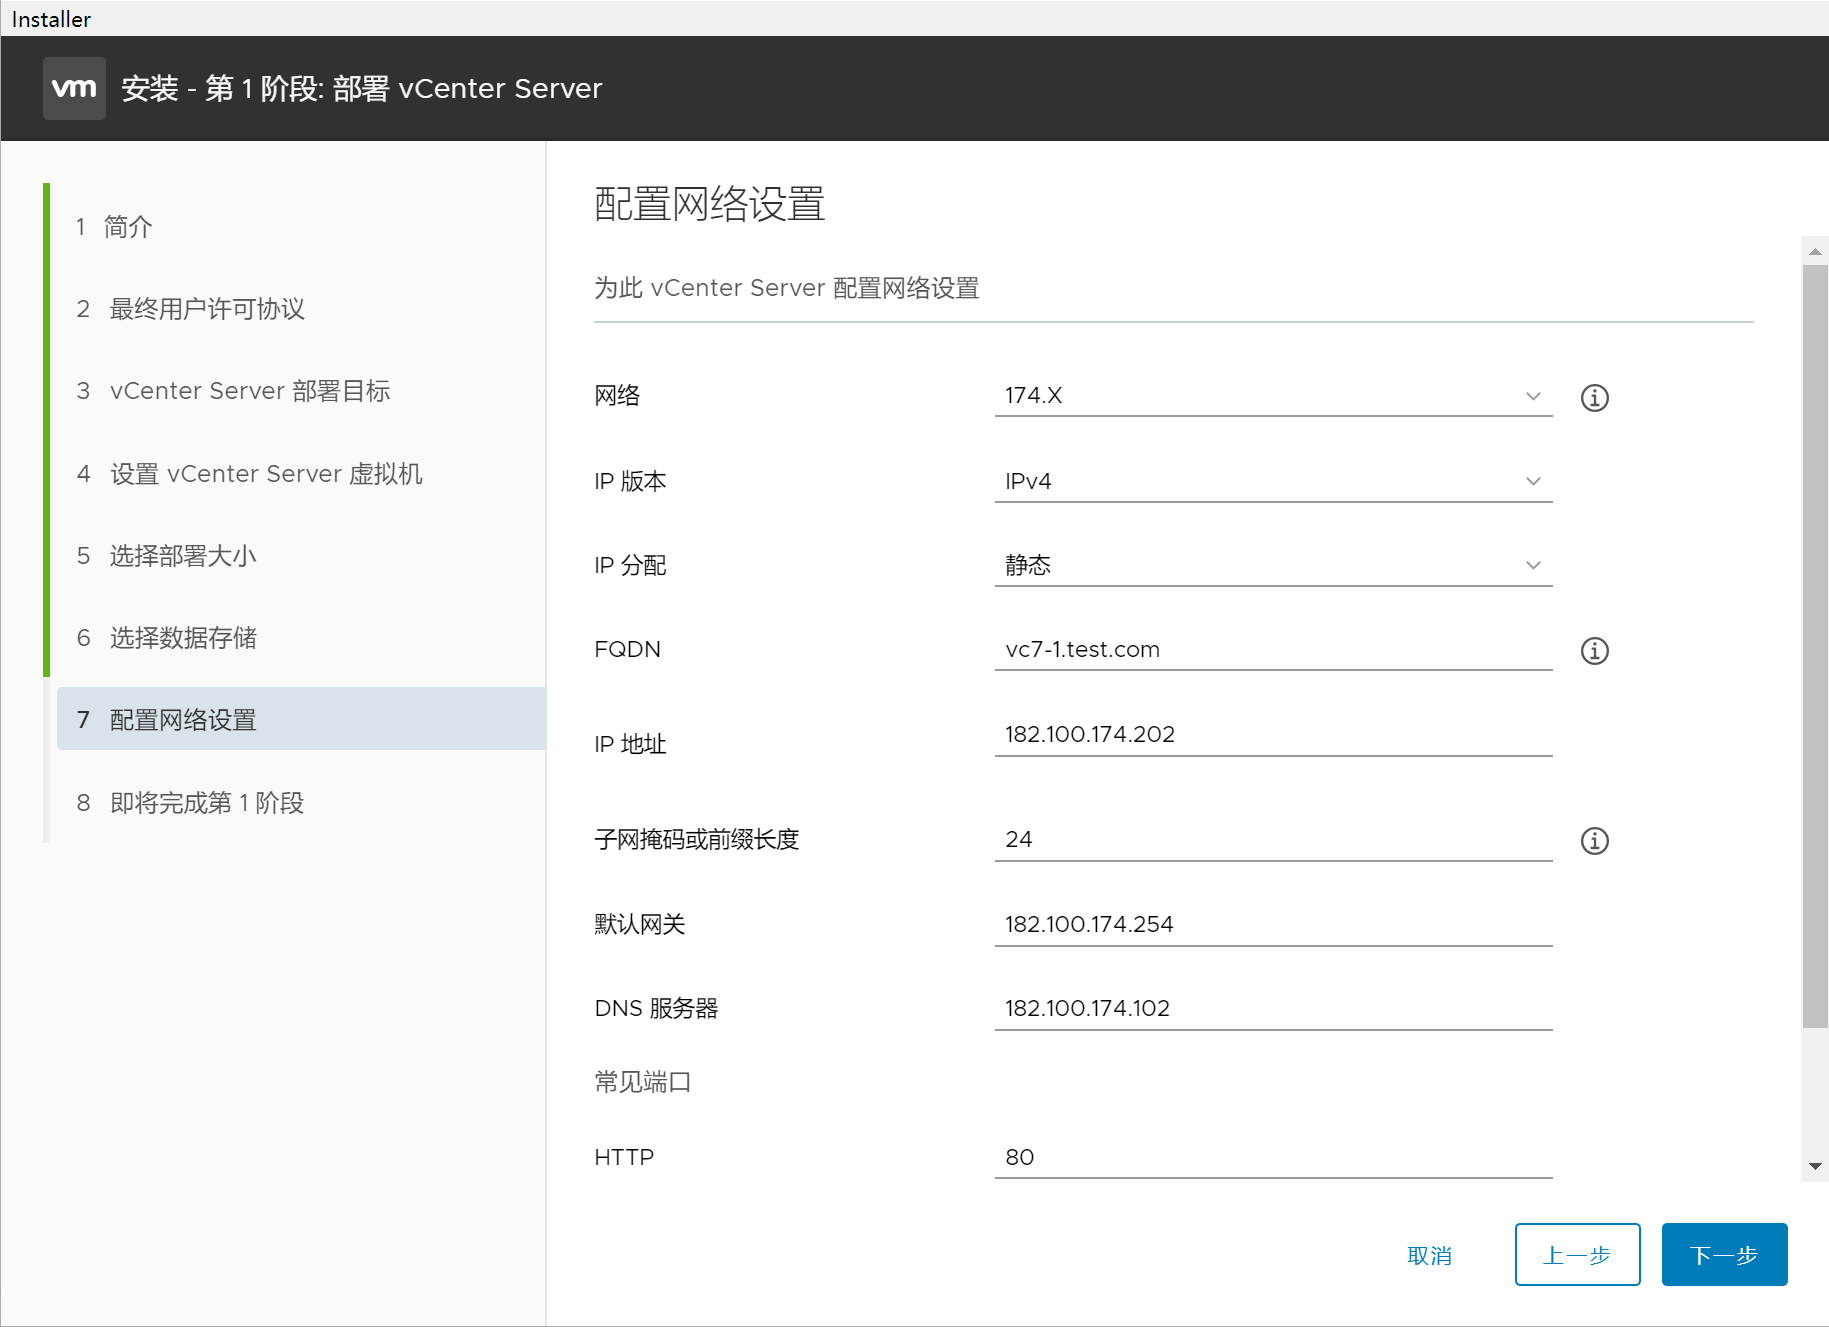 Installer
vm 安装 - 第 1 阶段: 部署 vCenter Server
1 简介
2 最终用户许可协议
3 vCenter Server 部署目标
4 设置 vCenter Server 虚拟机
5 选择部署大小
6 选择数据存储
7 配置网络设置
8 即将完成第 1 阶段
配置网络设置
为此 vCenter Server 配置网络设置
网络 174.X
IP 版本 IPv4
IP 分配 静态
FQDN vc7-1.test.com
IP 地址 182.100.174.202
子网掩码或前缀长度 24
默认网关 182.100.174.254
DNS 服务器 182.100.174.102
常见端口
HTTP 80
取消 上一步 下一步